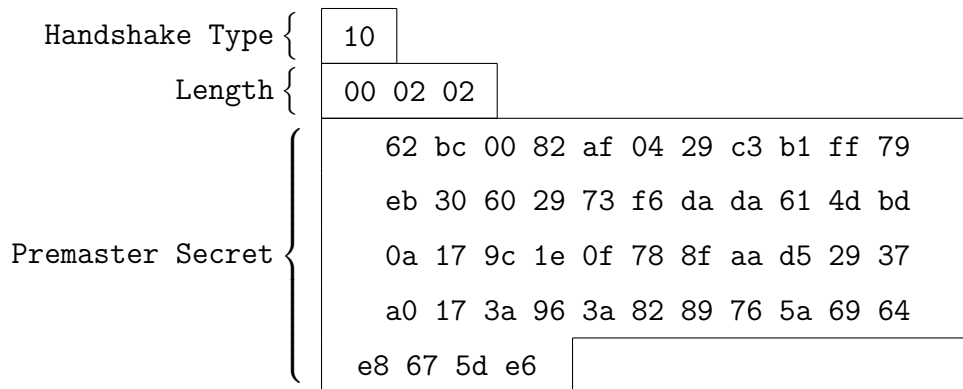 Handshake Type { 10
Length { 00 02 02
62 bc 00 82 af 04 29 c3 b1 ff 79
eb 30 60 29 73 f6 da da 61 4d bd
Premaster Secret { 0a 17 9c 1e 0f 78 8f aa d5 29 37
a0 17 3a 96 3a 82 89 76 5a 69 64
e8 67 5d e6